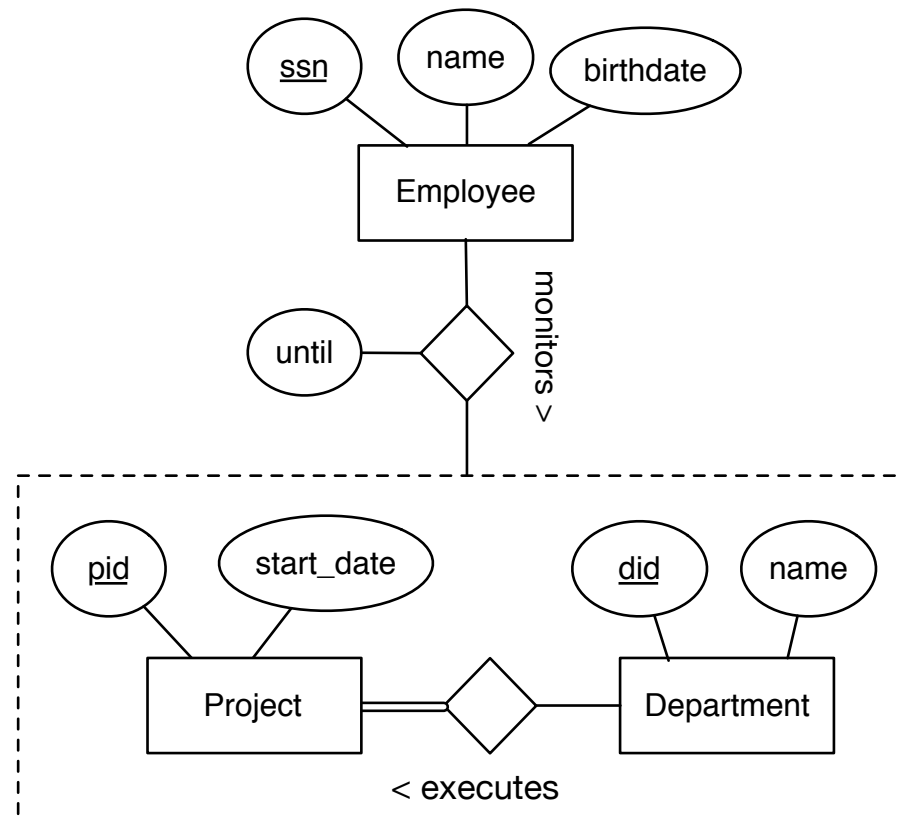 ssn
name
birthdate
Employee
until
monitors >
pid
start_date
did
name
Project
Department
< executes